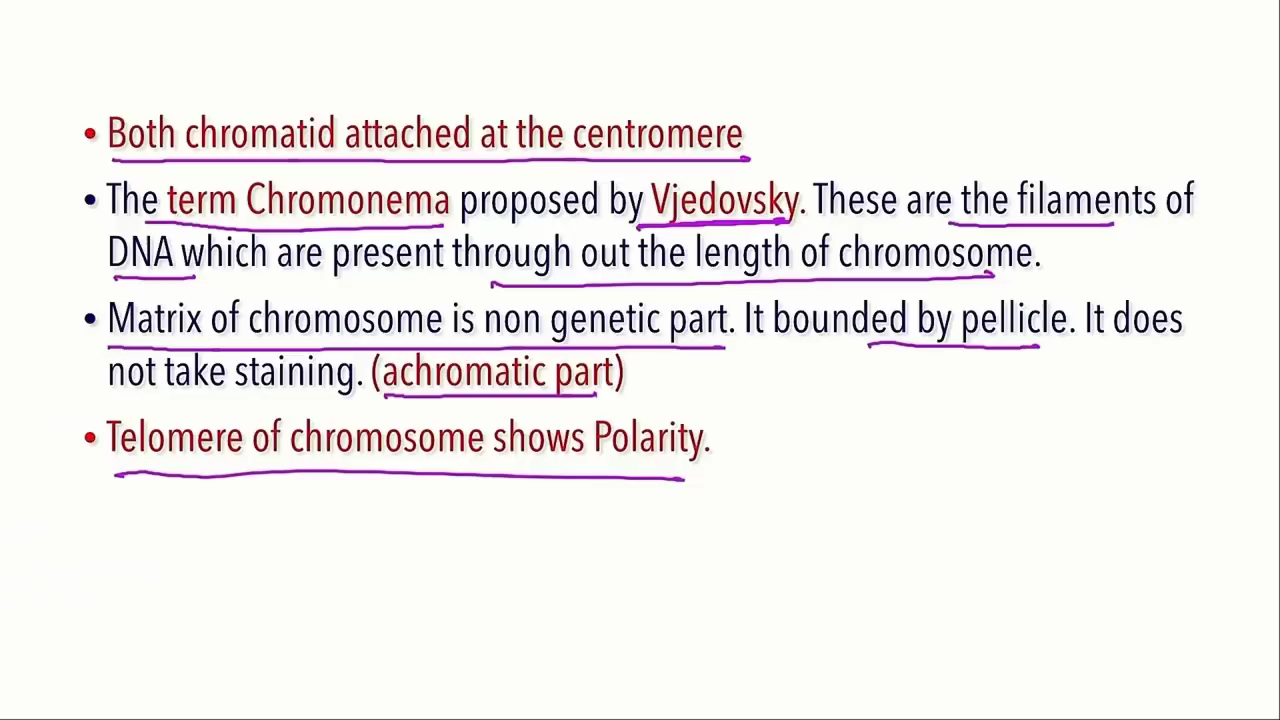 • Both chromatid attached at the centromere
• The term Chromonema proposed by Vjedovsky. These are the filaments of
DNA which are present through out the length of chromosome.
• Matrix of chromosome is non genetic part. It bounded by pellicle. It does
not take staining. (achromatic part)
• Telomere of chromosome shows Polarity.